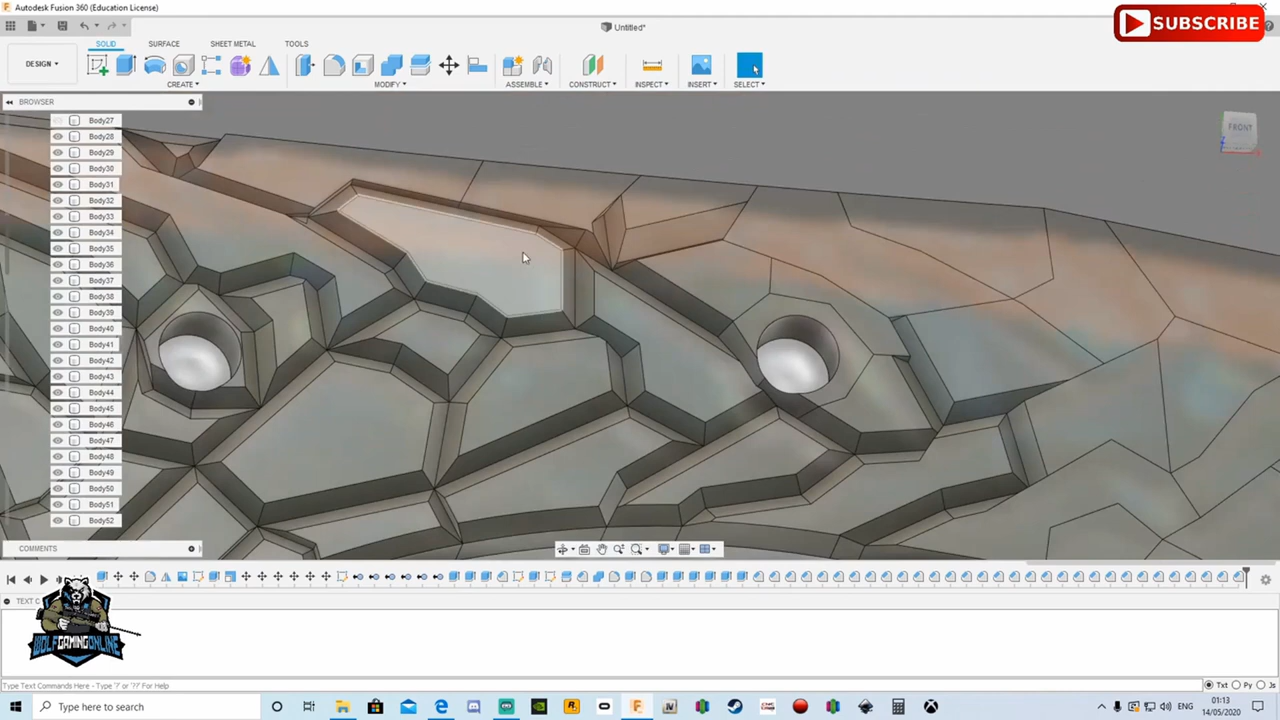 Autodesk Fusion 360 (Education License)
SUBSCRIBE
Untitled*
SOLID SURFACE SHEET METAL TOOLS
DESIGN
CREATE MODIFY ASSEMBLE CONSTRUCT INSPECT INSERT SELECT
BROWSER
FRONT
Body27
Body28
Body29
Body30
Body31
Body32
Body33
Body34
Body35
Body36
Body37
Body38
Body39
Body40
Body41
Body42
Body43
Body44
Body45
Body46
Body47
Body48
Body49
Body50
Body51
Body52
COMMENTS
TEXT C
WOLFGAMINGONLINE
Type Text Commands Here - Type '?' or '??' For Help
Txt Py Js
Type here to search
ENG
01:13
14/05/2020